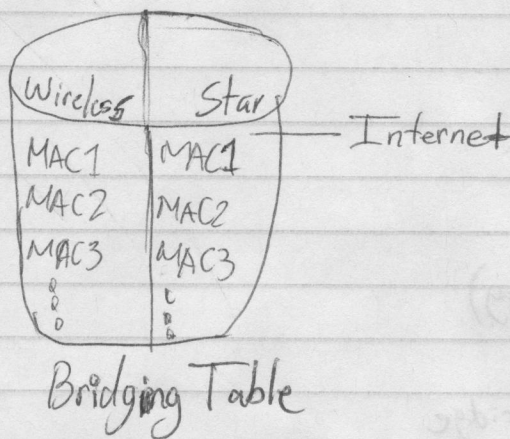 Wireless Star
Internet
MAC1 MAC1
MAC2 MAC2
MAC3 MAC3
Bridging Table